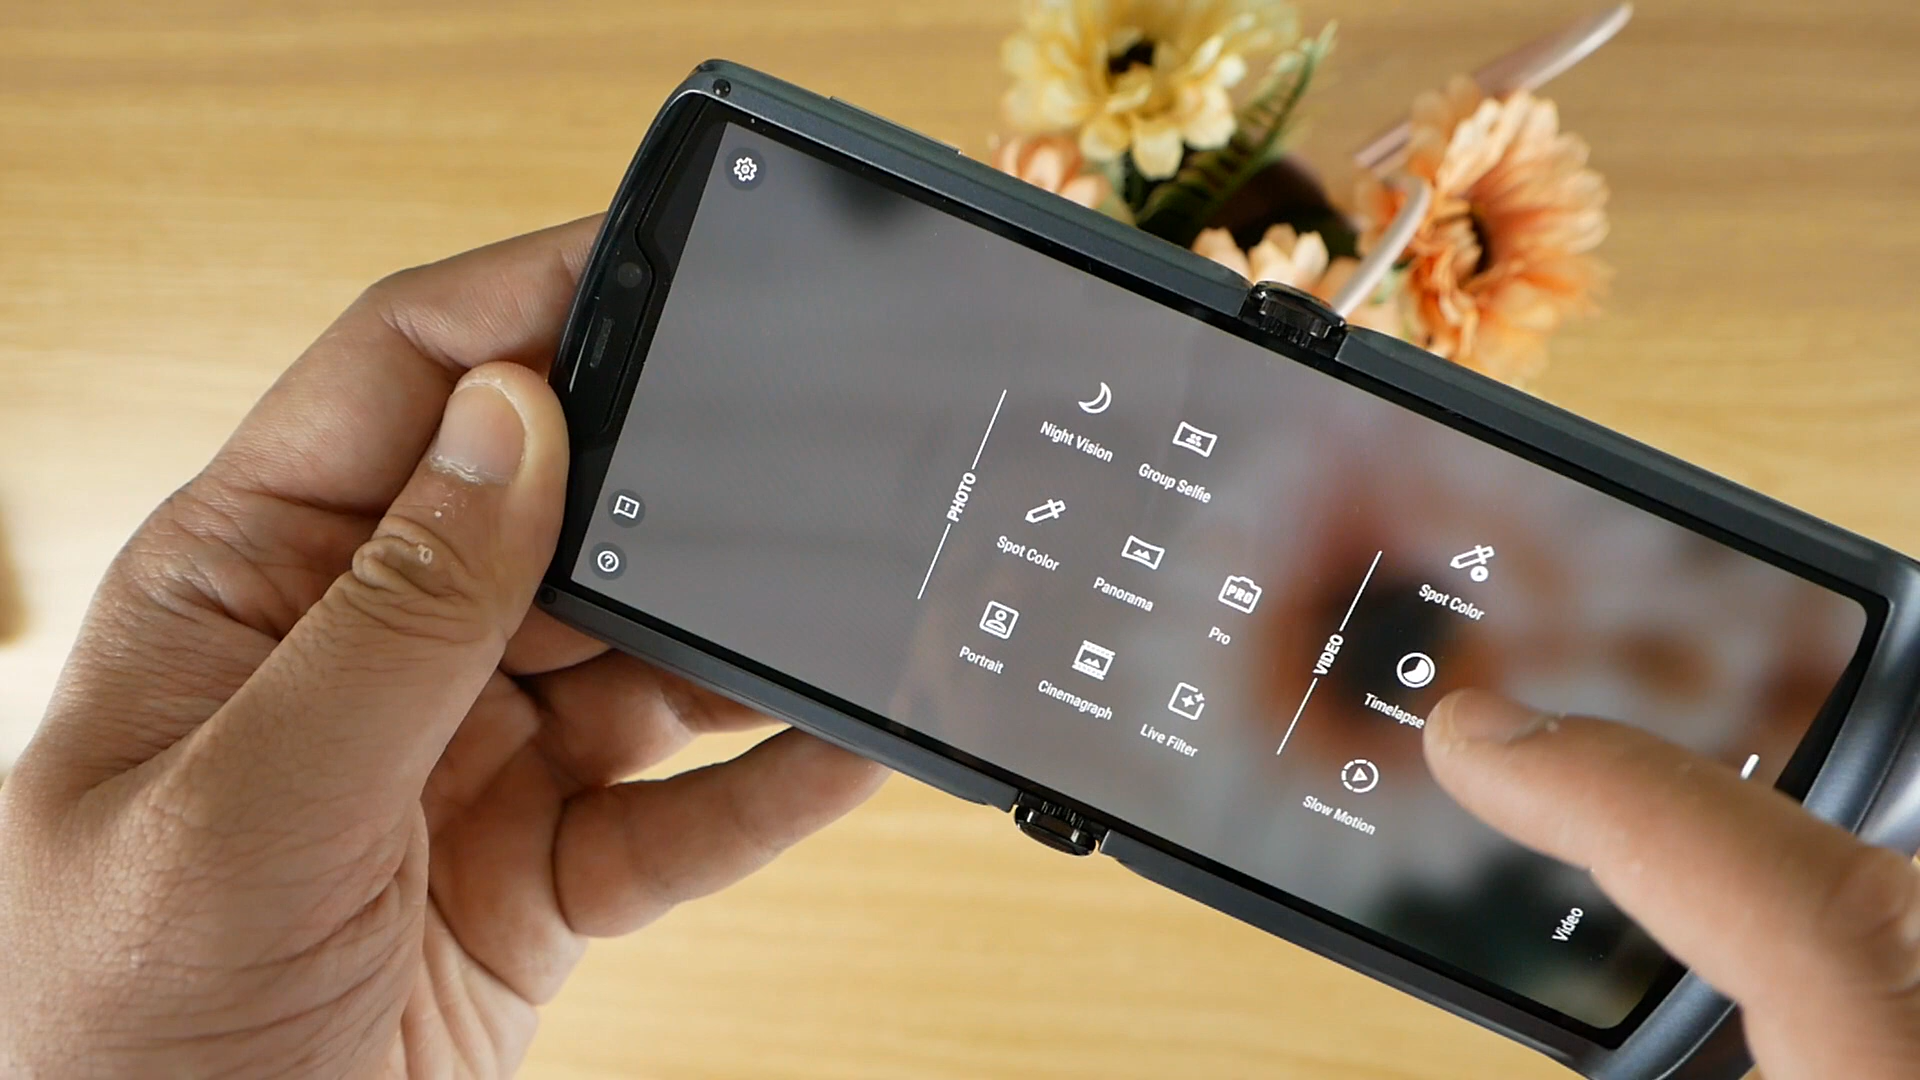 PHOTO
Night Vision
Group Selfie
Spot Color
Panorama
PRO
Pro
Portrait
Cinemagraph
Live Filter
VIDEO
Spot Color
Timelapse
Slow Motion
Video